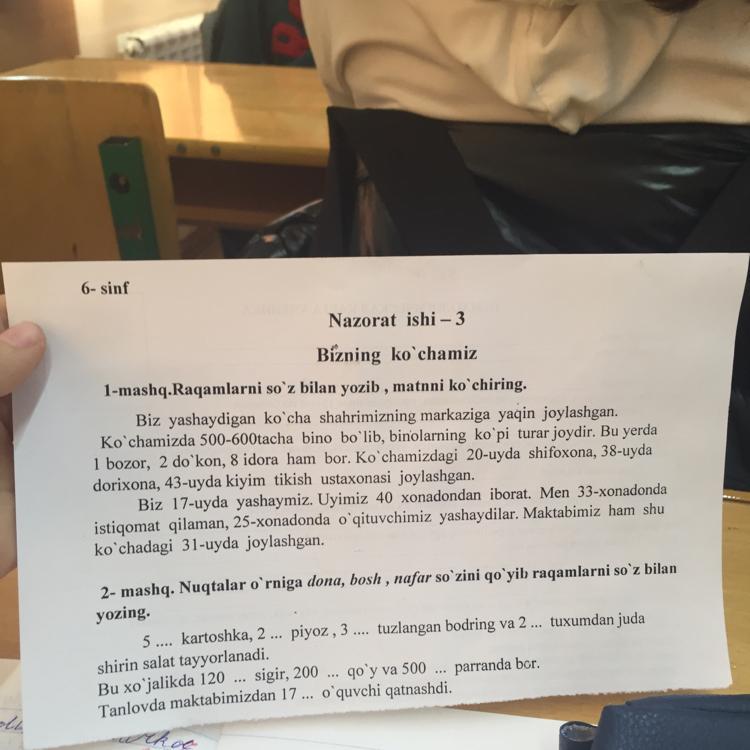 6- sinf
Nazorat ishi – 3
Bizning ko`chamiz
1-mashq.Raqamlarni so`z bilan yozib , matnni ko`chiring.
Biz yashaydigan ko`cha shahrimizning markaziga yaqin joylashgan.
Ko`chamizda 500-600tacha bino bo`lib, binolarning ko`pi turar joydir. Bu yerda
1 bozor, 2 do`kon, 8 idora ham bor. Ko`chamizdagi 20-uyda shifoxona, 38-uyda
dorixona, 43-uyda kiyim tikish ustaxonasi joylashgan.
Biz 17-uyda yashaymiz. Uyimiz 40 xonadondan iborat. Men 33-xonadonda
istiqomat qilaman, 25-xonadonda o`qituvchimiz yashaydilar. Maktabimiz ham shu
ko`chadagi 31-uyda joylashgan.
2- mashq. Nuqtalar o`rniga dona, bosh , nafar so`zini qo`yib raqamlarni so`z bilan
yozing.
5 .... kartoshka, 2 ... piyoz , 3 .... tuzlangan bodring va 2 ... tuxumdan juda
shirin salat tayyorlanadi.
Bu xo`jalikda 120 ... sigir, 200 ... qo`y va 500 ... parranda bor.
Tanlovda maktabimizdan 17 ... o`quvchi qatnashdi.